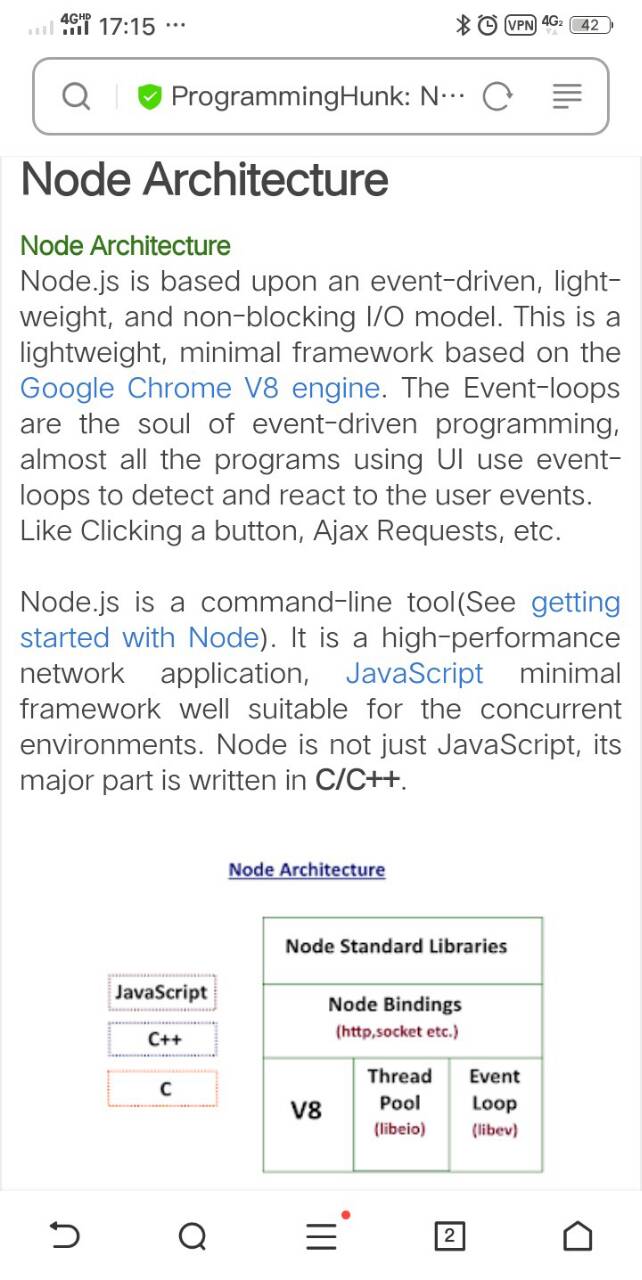 4GHD 17:15 ··· VPN 4G2 42
ProgrammingHunk: N···
Node Architecture
Node Architecture
Node.js is based upon an event-driven, light-
weight, and non-blocking I/O model. This is a
lightweight, minimal framework based on the
Google Chrome V8 engine. The Event-loops
are the soul of event-driven programming,
almost all the programs using UI use event-
loops to detect and react to the user events.
Like Clicking a button, Ajax Requests, etc.
Node.js is a command-line tool(See getting
started with Node). It is a high-performance
network application, JavaScript minimal
framework well suitable for the concurrent
environments. Node is not just JavaScript, its
major part is written in C/C++.
Node Architecture
JavaScript
C++
C
Node Standard Libraries
Node Bindings
(http,socket etc.)
V8
Thread
Pool
(libeio)
Event
Loop
(libev)
2